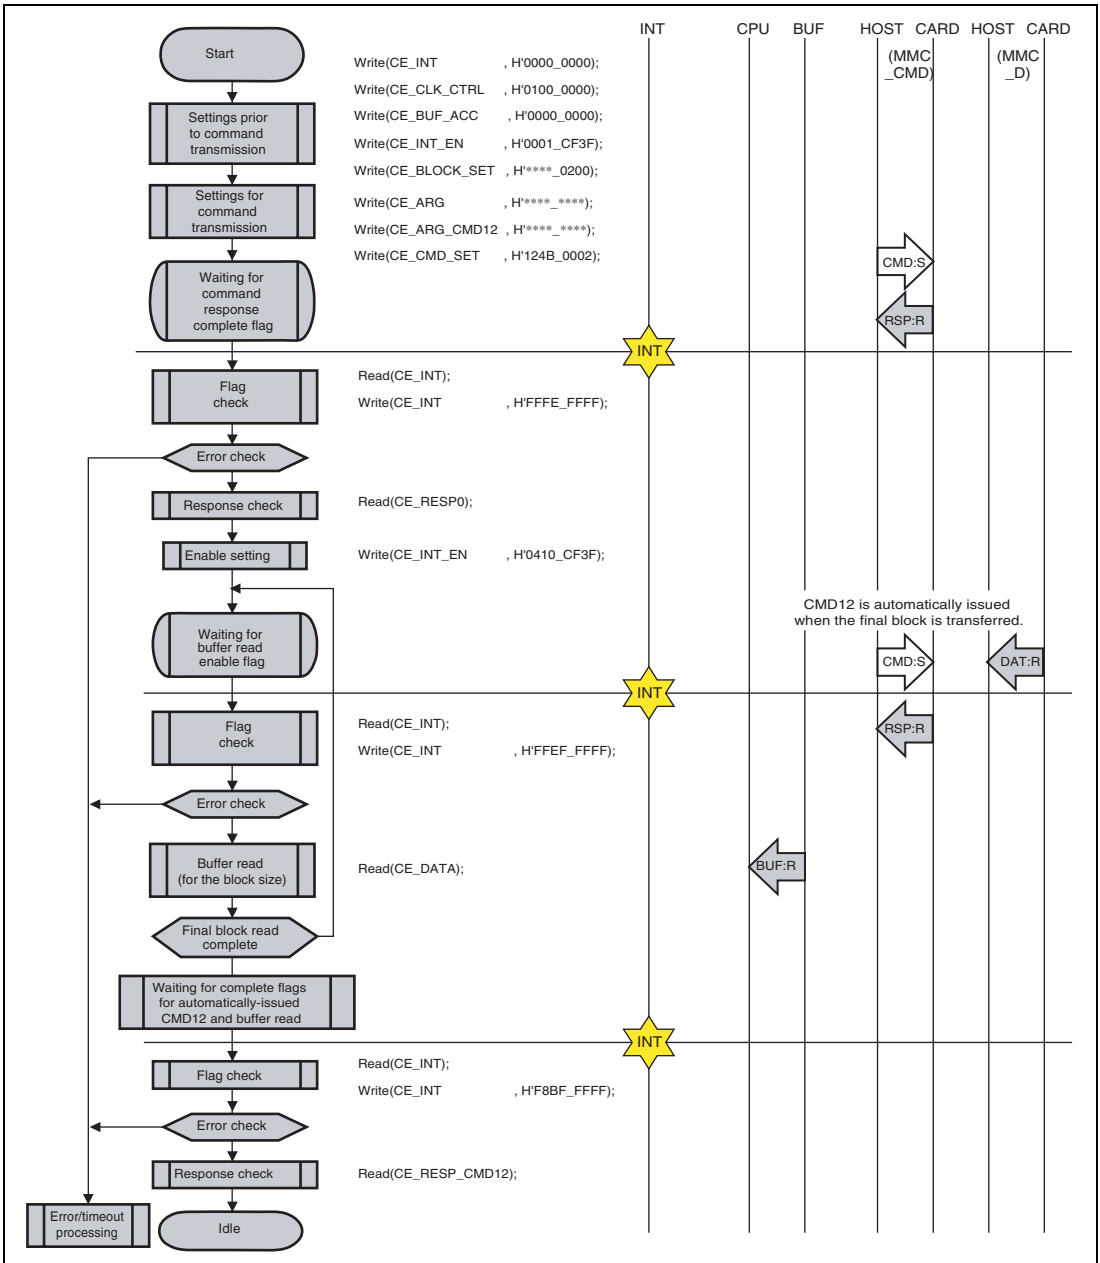 INT CPU BUF HOST CARD HOST CARD
(MMC
_CMD)
(MMC
_D)
Start
Write(CE_INT , H'0000_0000);
Write(CE_CLK_CTRL , H'0100_0000);
Settings prior
to command
transmission
Write(CE_BUF_ACC , H'0000_0000);
Write(CE_INT_EN , H'0001_CF3F);
Write(CE_BLOCK_SET , H'****_0200);
Settings for
command
transmission
Write(CE_ARG , H'****_****);
Write(CE_ARG_CMD12 , H'****_****);
Write(CE_CMD_SET , H'124B_0002);
CMD:S
Waiting for
command
response
complete flag
RSP:R
INT
Flag
check
Read(CE_INT);
Write(CE_INT , H'FFFE_FFFF);
Error check
Response check
Read(CE_RESP0);
Enable setting
Write(CE_INT_EN , H'0410_CF3F);
CMD12 is automatically issued
when the final block is transferred.
Waiting for
buffer read
enable flag
CMD:S
DAT:R
INT
Flag
check
Read(CE_INT);
Write(CE_INT , H'FFEF_FFFF);
RSP:R
Error check
Buffer read
(for the block size)
Read(CE_DATA);
BUF:R
Final block read
complete
Waiting for complete flags
for automatically-issued
CMD12 and buffer read
INT
Flag check
Read(CE_INT);
Write(CE_INT , H'F8BF_FFFF);
Error check
Response check
Read(CE_RESP_CMD12);
Error/timeout
processing
Idle